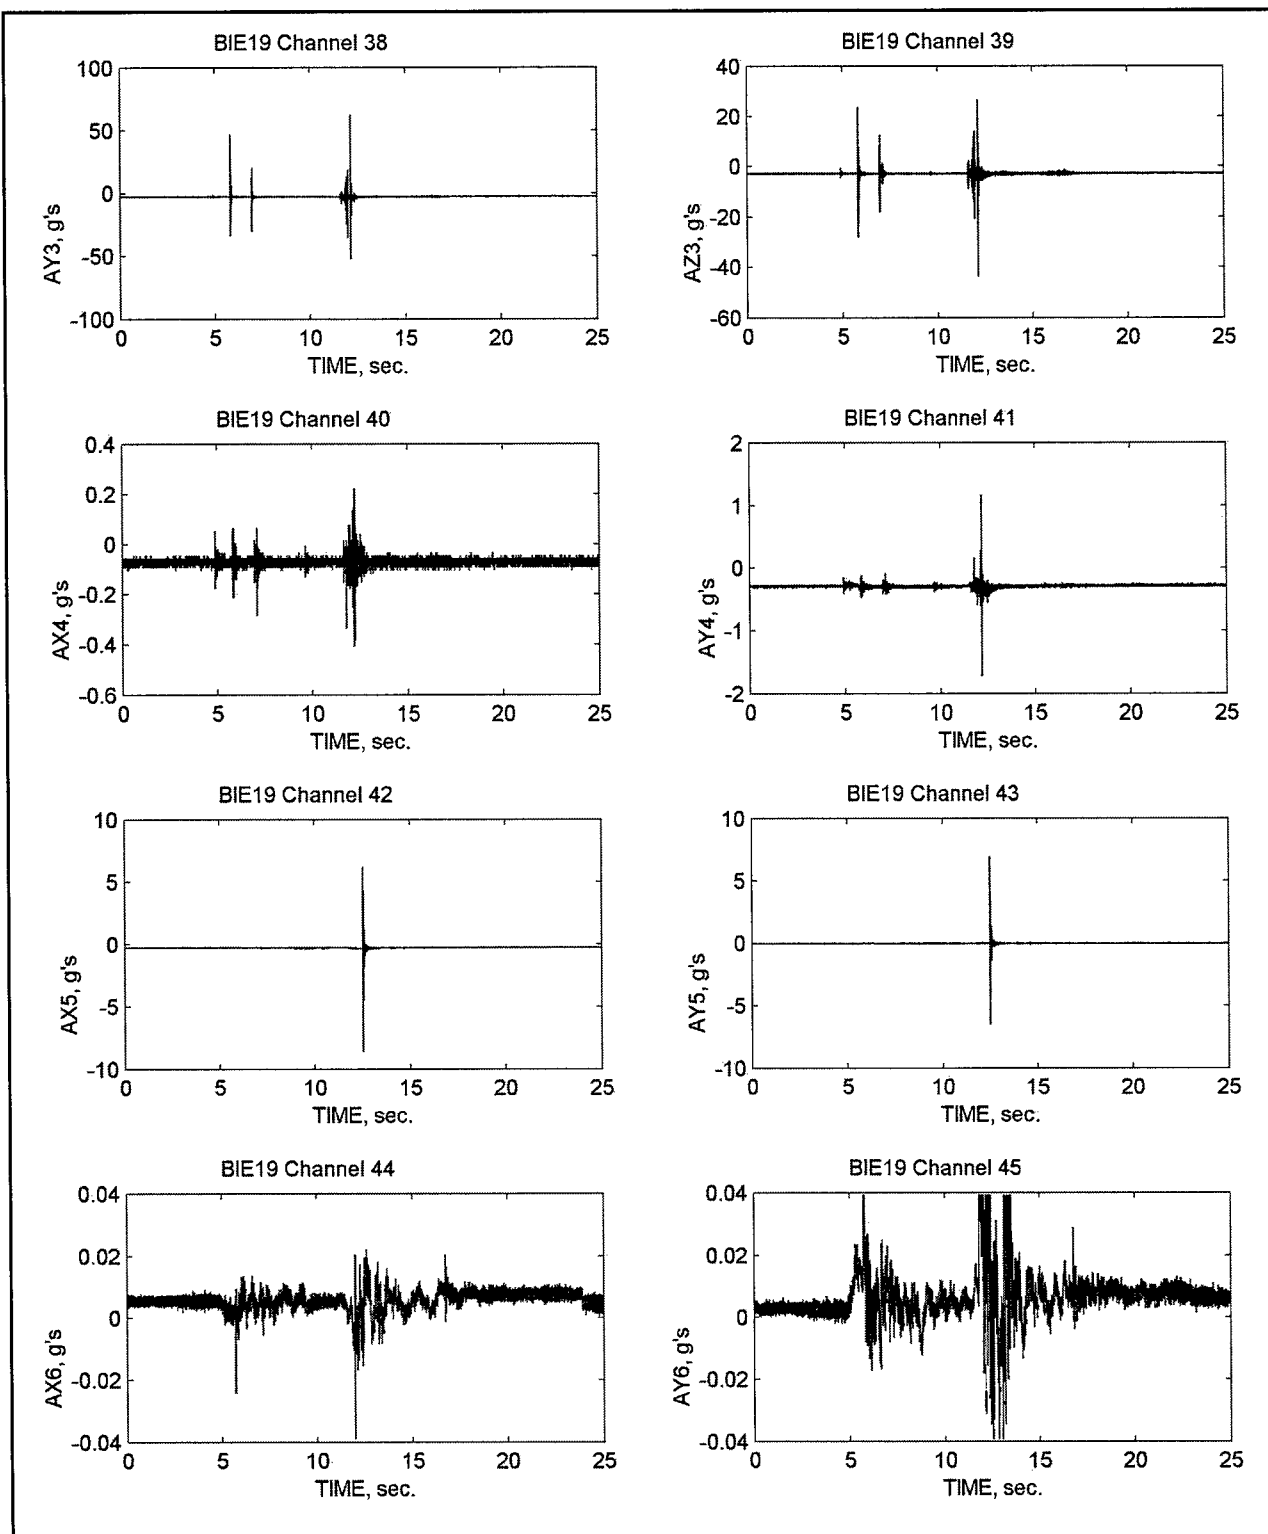 BIE19 Channel 38
100
50
0
-50
-100
AY3, g's
0 5 10 15 20 25
TIME, sec.
BIE19 Channel 39
40
20
0
-20
-40
-60
AZ3, g's
0 5 10 15 20 25
TIME, sec.
BIE19 Channel 40
0.4
0.2
0
-0.2
-0.4
-0.6
AX4, g's
0 5 10 15 20 25
TIME, sec.
BIE19 Channel 41
2
1
0
-1
-2
AY4, g's
0 5 10 15 20 25
TIME, sec.
BIE19 Channel 42
10
5
0
-5
-10
AX5, g's
0 5 10 15 20 25
TIME, sec.
BIE19 Channel 43
10
5
0
-5
-10
AY5, g's
0 5 10 15 20 25
TIME, sec.
BIE19 Channel 44
0.04
0.02
0
-0.02
-0.04
AX6, g's
0 5 10 15 20 25
TIME, sec.
BIE19 Channel 45
0.04
0.02
0
-0.02
-0.04
AY6, g's
0 5 10 15 20 25
TIME, sec.